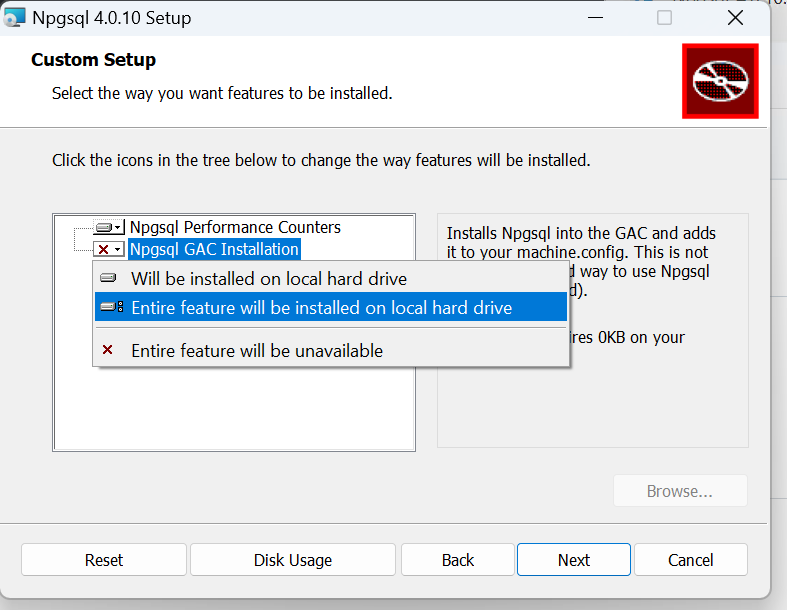 Npgsql 4.0.10 Setup
Custom Setup
Select the way you want features to be installed.
Click the icons in the tree below to change the way features will be installed.
Npgsql Performance Counters
Npgsql GAC Installation
Will be installed on local hard drive
Entire feature will be installed on local hard drive
Entire feature will be unavailable
Installs Npgsql into the GAC and adds
it to your machine.config. This is not
way to use Npgsql
0KB on your
Browse...
Reset
Disk Usage
Back
Next
Cancel